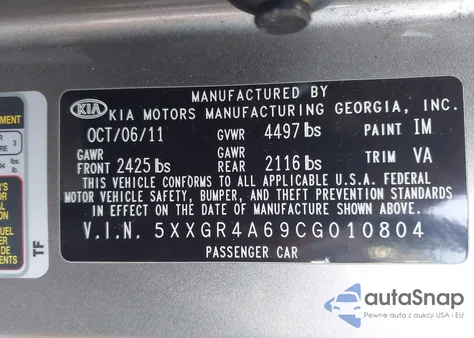 MANUFACTURED BY
KIA KIA MOTORS MANUFACTURING GEORGIA, INC.
OCT/06/11 GVWR 4497 lbs PAINT IM
GAWR FRONT 2425 lbs GAWR REAR 2116 lbs TRIM VA
THIS VEHICLE CONFORMS TO ALL APPLICABLE U.S.A. FEDERAL
MOTOR VEHICLE SAFETY, BUMPER, AND THEFT PREVENTION STANDARDS
IN EFFECT ON THE DATE OF MANUFACTURE SHOWN ABOVE.
V.I.N. 5XXGR4A69CG010804
PASSENGER CAR
TF
autoSnap
Pewne auta z aukcji USA i EU